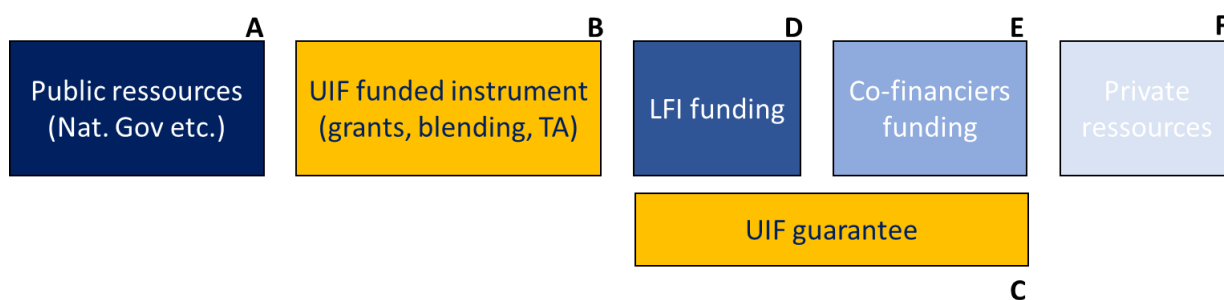 A
Public ressources
(Nat. Gov etc.)
B
UIF funded instrument
(grants, blending, TA)
D
LFI funding
E
Co-financiers
funding
F
Private
ressources
UIF guarantee
C